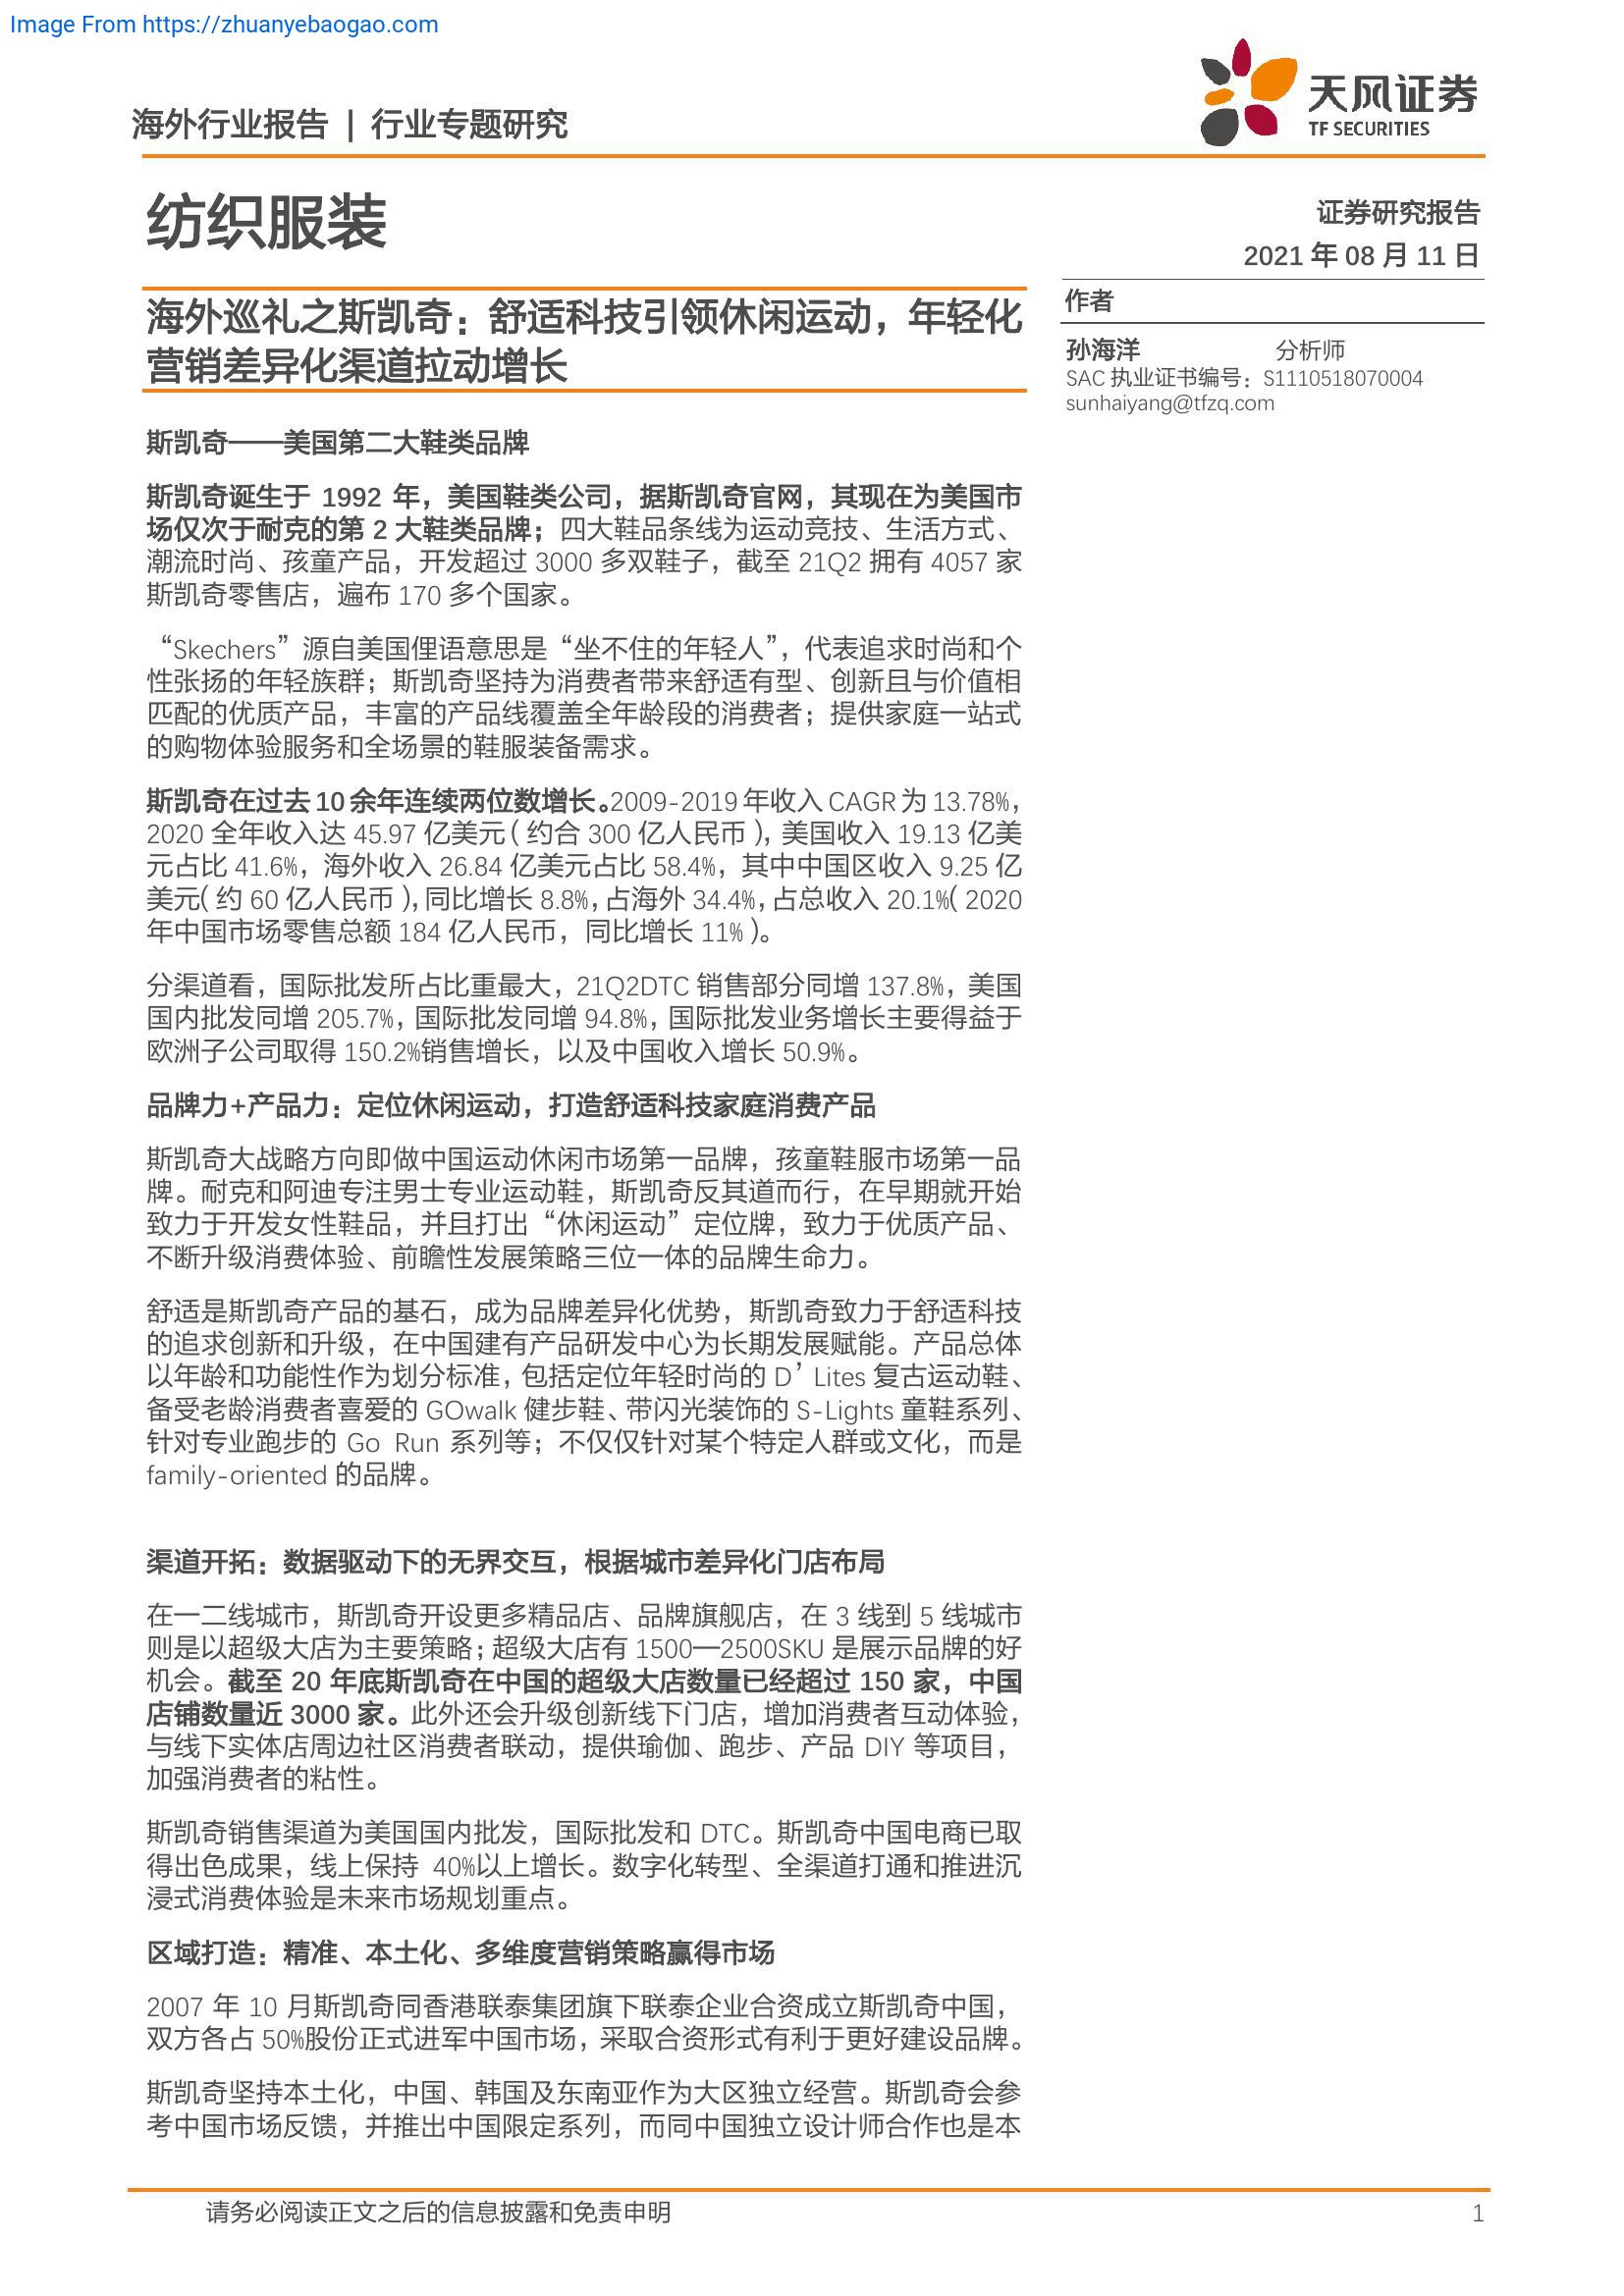 Image From https://zhuanyebaogao.com
天风证券
TF SECURITIES
海外行业报告 | 行业专题研究
纺织服装
证券研究报告
2021 年 08 月 11 日
海外巡礼之斯凯奇：舒适科技引领休闲运动，年轻化
营销差异化渠道拉动增长
作者
孙海洋 分析师
SAC 执业证书编号：S1110518070004
sunhaiyang@tfzq.com
斯凯奇——美国第二大鞋类品牌
斯凯奇诞生于 1992 年，美国鞋类公司，据斯凯奇官网，其现在为美国市
场仅次于耐克的第 2 大鞋类品牌；四大鞋品条线为运动竞技、生活方式、
潮流时尚、孩童产品，开发超过 3000 多双鞋子，截至 21Q2 拥有 4057 家
斯凯奇零售店，遍布 170 多个国家。
“Skechers”源自美国俚语意思是“坐不住的年轻人”，代表追求时尚和个
性张扬的年轻族群；斯凯奇坚持为消费者带来舒适有型、创新且与价值相
匹配的优质产品，丰富的产品线覆盖全年龄段的消费者；提供家庭一站式
的购物体验服务和全场景的鞋服装备需求。
斯凯奇在过去 10 余年连续两位数增长。2009-2019 年收入 CAGR 为 13.78%，
2020 全年收入达 45.97 亿美元（约合 300 亿人民币），美国收入 19.13 亿美
元占比 41.6%，海外收入 26.84 亿美元占比 58.4%，其中中国区收入 9.25 亿
美元（约 60 亿人民币），同比增长 8.8%，占海外 34.4%，占总收入 20.1%（2020
年中国市场零售总额 184 亿人民币，同比增长 11%）。
分渠道看，国际批发所占比重最大，21Q2DTC 销售部分同增 137.8%，美国
国内批发同增 205.7%，国际批发同增 94.8%，国际批发业务增长主要得益于
欧洲子公司取得 150.2%销售增长，以及中国收入增长 50.9%。
品牌力+产品力：定位休闲运动，打造舒适科技家庭消费产品
斯凯奇大战略方向即做中国运动休闲市场第一品牌，孩童鞋服市场第一品
牌。耐克和阿迪专注男士专业运动鞋，斯凯奇反其道而行，在早期就开始
致力于开发女性鞋品，并且打出“休闲运动”定位牌，致力于优质产品、
不断升级消费体验、前瞻性发展策略三位一体的品牌生命力。
舒适是斯凯奇产品的基石，成为品牌差异化优势，斯凯奇致力于舒适科技
的追求创新和升级，在中国建有产品研发中心为长期发展赋能。产品总体
以年龄和功能性作为划分标准，包括定位年轻时尚的 D’Lites 复古运动鞋、
备受老龄消费者喜爱的 GOwalk 健步鞋、带闪光装饰的 S-Lights 童鞋系列、
针对专业跑步的 Go Run 系列等；不仅仅针对某个特定人群或文化，而是
family-oriented 的品牌。
渠道开拓：数据驱动下的无界交互，根据城市差异化门店布局
在一二线城市，斯凯奇开设更多精品店、品牌旗舰店，在 3 线到 5 线城市
则是以超级大店为主要策略；超级大店有 1500—2500SKU 是展示品牌的好
机会。截至 20 年底斯凯奇在中国的超级大店数量已经超过 150 家，中国
店铺数量近 3000 家。此外还会升级创新线下门店，增加消费者互动体验，
与线下实体店周边社区消费者联动，提供瑜伽、跑步、产品 DIY 等项目，
加强消费者的粘性。
斯凯奇销售渠道为美国国内批发，国际批发和 DTC。斯凯奇中国电商已取
得出色成果，线上保持 40%以上增长。数字化转型、全渠道打通和推进沉
浸式消费体验是未来市场规划重点。
区域打造：精准、本土化、多维度营销策略赢得市场
2007 年 10 月斯凯奇同香港联泰集团旗下联泰企业合资成立斯凯奇中国，
双方各占 50%股份正式进军中国市场，采取合资形式有利于更好建设品牌。
斯凯奇坚持本土化，中国、韩国及东南亚作为大区独立经营。斯凯奇会参
考中国市场反馈，并推出中国限定系列，而同中国独立设计师合作也是本
请务必阅读正文之后的信息披露和免责申明 1